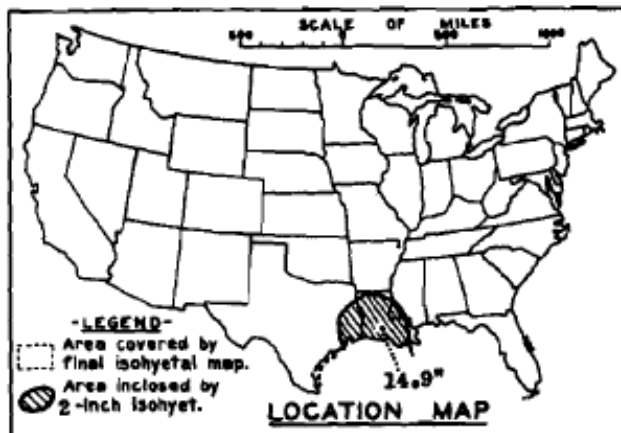 SCALE OF MILES
500 0 500 1000
-LEGEND-
Area covered by
final isohyetal map.
Area inclosed by
2-inch isohyet.
14.9"
LOCATION MAP